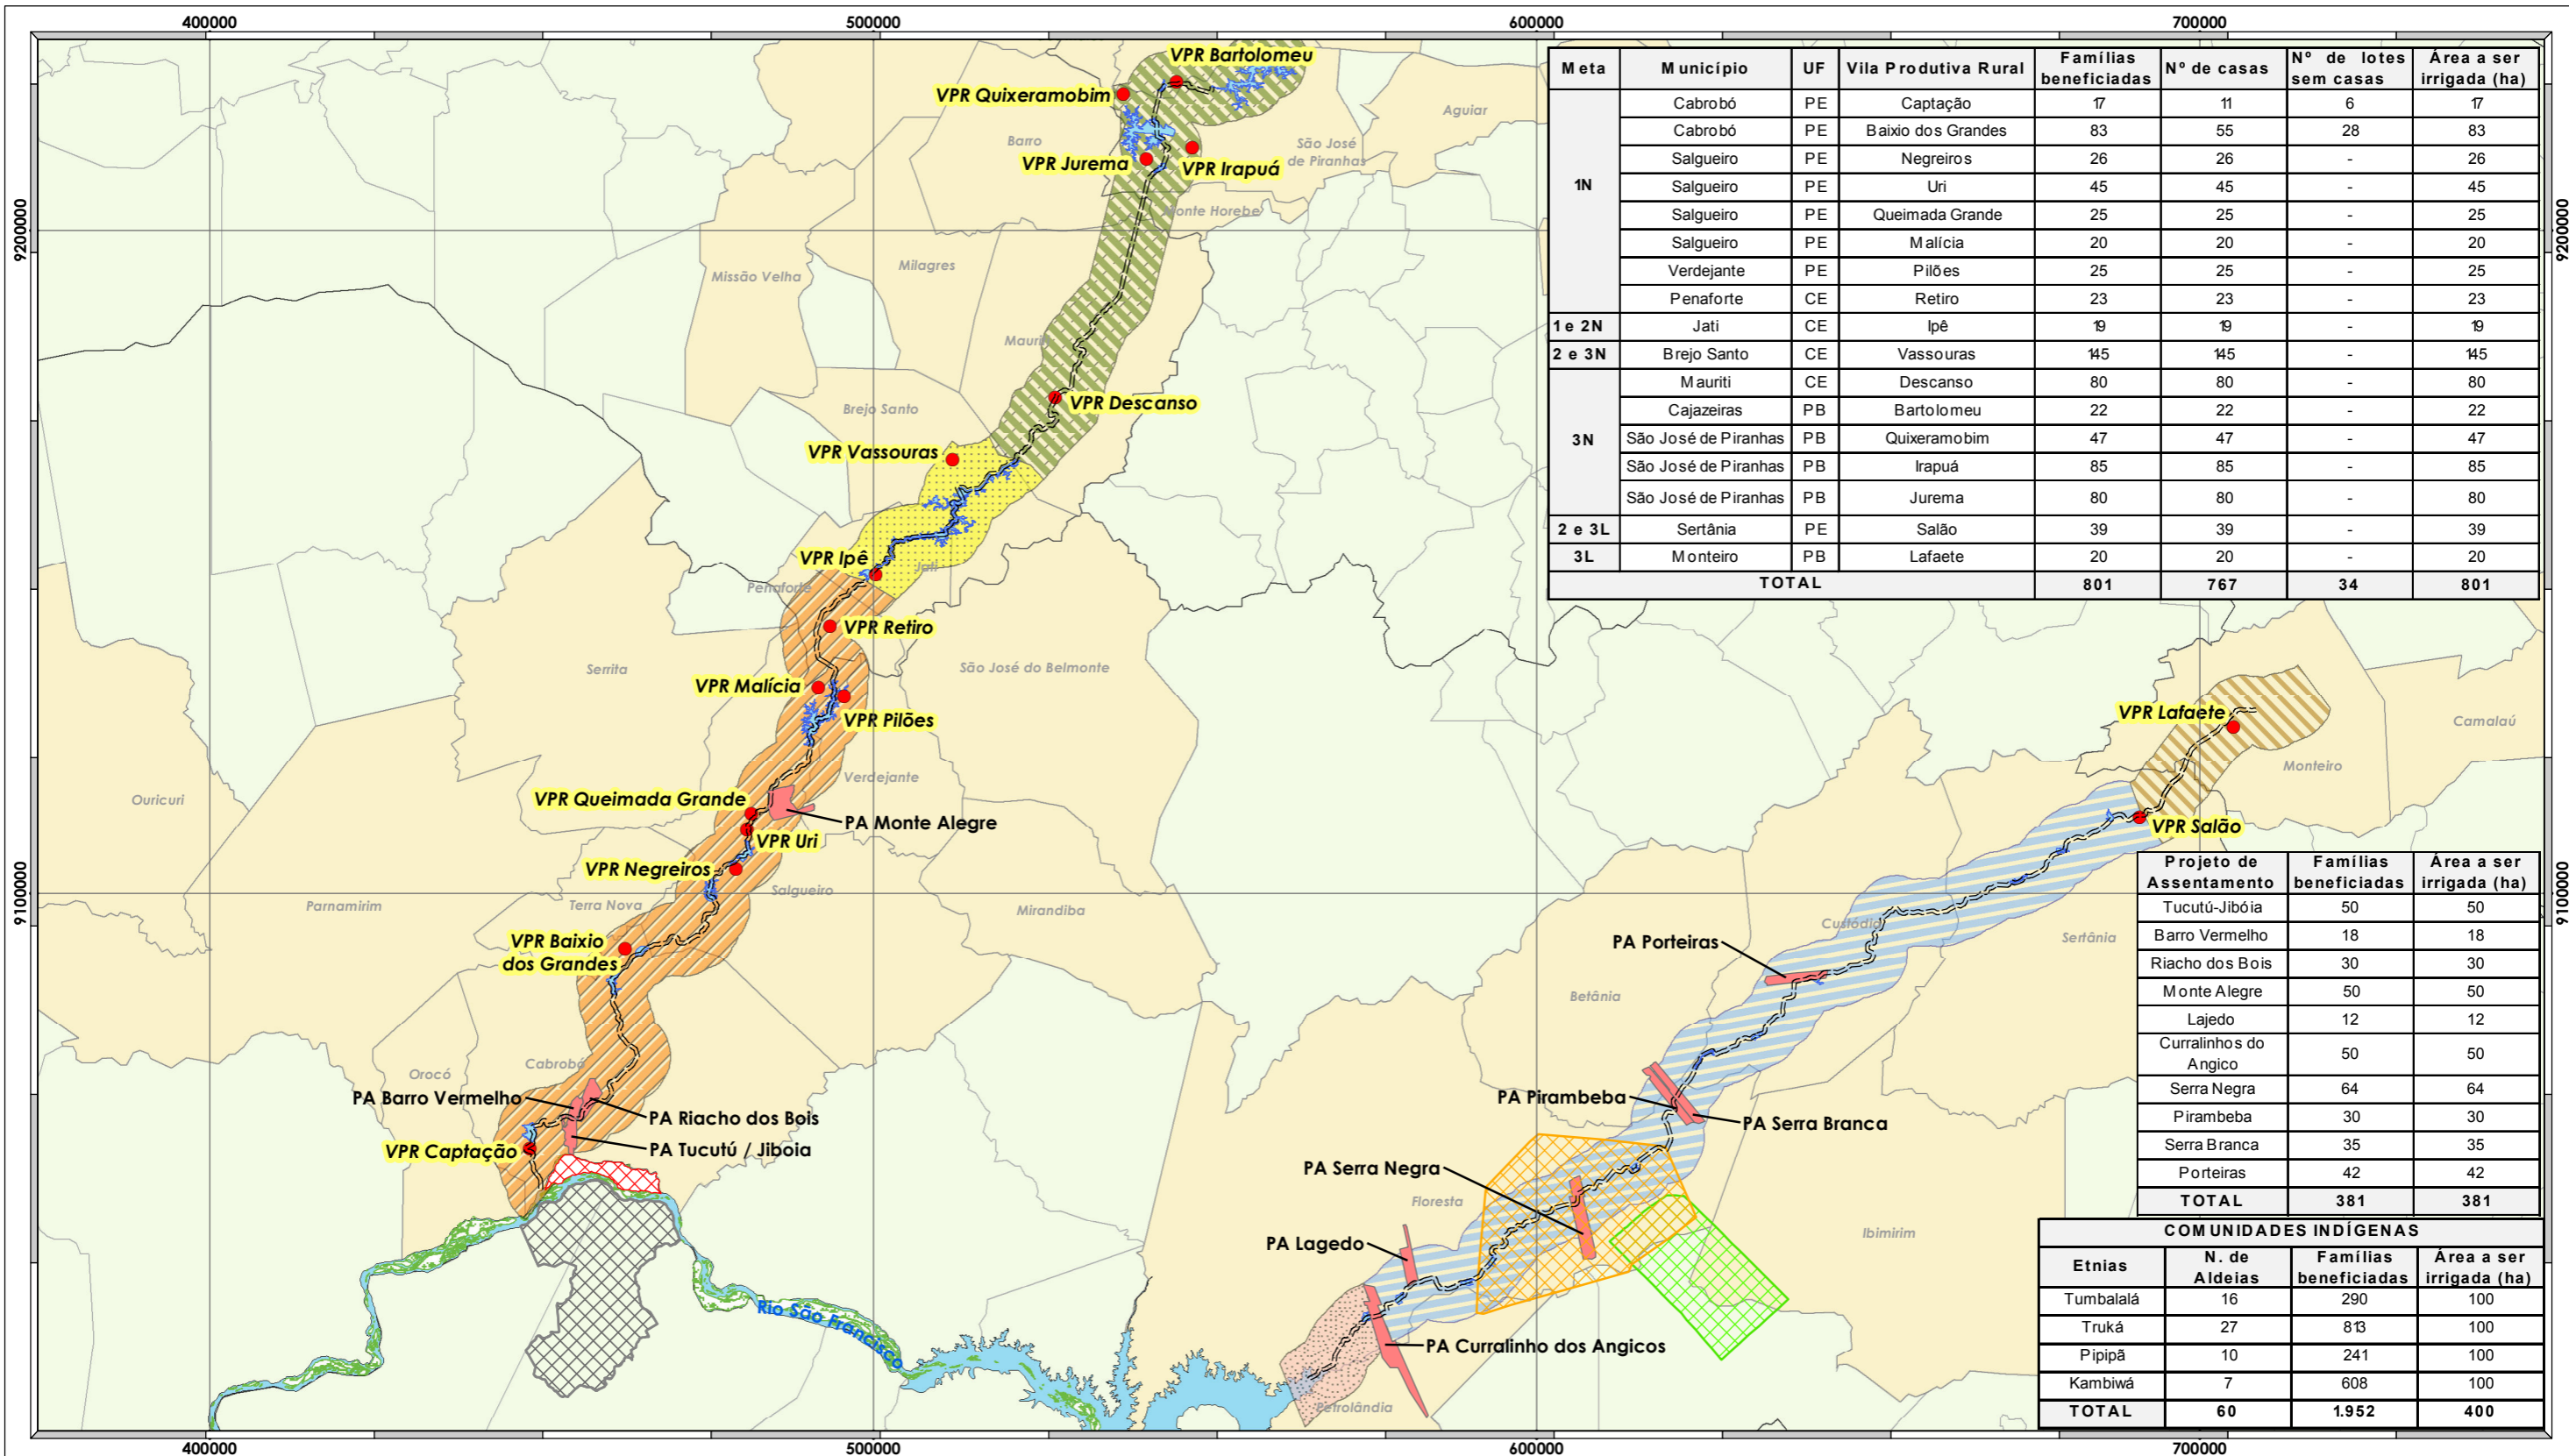 400000 500000 600000 700000
VPR Bartolomeu
VPR Quixeramobim
Aguiar
Barro
São José
de Piranhas
VPR Jurema
VPR Irapuá
Monte Horebe
9200000
9200000
Missão Velha
Milagres
Mauriti
VPR Descanso
Brejo Santo
VPR Vassouras
VPR Ipê
Jati
Penaforte
VPR Retiro
Serrita
São José do Belmonte
VPR Malícia
VPR Pilões
Verdejante
Ouricuri
VPR Queimada Grande
PA Monte Alegre
VPR Uri
VPR Negreiros
Salgueiro
9100000
9100000
Parnamirim
Terra Nova
Mirandiba
VPR Baixio
dos Grandes
Orocó
Cabrobó
PA Barro Vermelho
PA Riacho dos Bois
PA Tucutú / Jiboia
VPR Captação
Rio São Francisco
VPR Lafaete
Camalaú
Monteiro
VPR Salão
Custódia
Sertânia
PA Porteiras
Betânia
PA Pirambeba
PA Serra Branca
PA Serra Negra
Floresta
Ibimirim
PA Lagedo
PA Curralinho dos Angicos
Petrolândia
Meta Município UF Vila Produtiva Rural Famílias beneficiadas Nº de casas Nº de lotes sem casas Área a ser irrigada (ha)
1N Cabrobó PE Captação 17 11 6 17
Cabrobó PE Baixio dos Grandes 83 55 28 83
Salgueiro PE Negreiros 26 26 - 26
Salgueiro PE Uri 45 45 - 45
Salgueiro PE Queimada Grande 25 25 - 25
Salgueiro PE Malícia 20 20 - 20
Verdejante PE Pilões 25 25 - 25
Penaforte CE Retiro 23 23 - 23
1 e 2N Jati CE Ipê 19 19 - 19
2 e 3N Brejo Santo CE Vassouras 145 145 - 145
3N Mauriti CE Descanso 80 80 - 80
Cajazeiras PB Bartolomeu 22 22 - 22
São José de Piranhas PB Quixeramobim 47 47 - 47
São José de Piranhas PB Irapuá 85 85 - 85
São José de Piranhas PB Jurema 80 80 - 80
2 e 3L Sertânia PE Salão 39 39 - 39
3L Monteiro PB Lafaete 20 20 - 20
TOTAL 801 767 34 801
Projeto de Assentamento Famílias beneficiadas Área a ser irrigada (ha)
Tucutú-Jibóia 50 50
Barro Vermelho 18 18
Riacho dos Bois 30 30
Monte Alegre 50 50
Lajedo 12 12
Curralinhos do Angico 50 50
Serra Negra 64 64
Pirambeba 30 30
Serra Branca 35 35
Porteiras 42 42
TOTAL 381 381
COMUNIDADES INDÍGENAS
Etnias N. de Aldeias Famílias beneficiadas Área a ser irrigada (ha)
Tumbalalá 16 290 100
Truká 27 813 100
Pipipã 10 241 100
Kambiwá 7 608 100
TOTAL 60 1.952 400
400000 500000 600000 700000